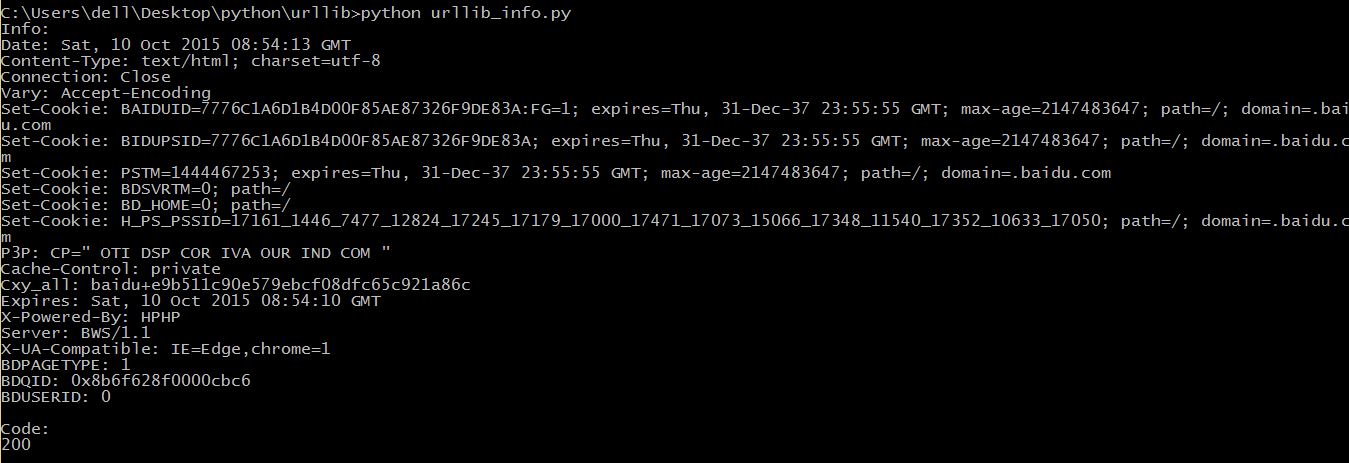 C:\Users\dell\Desktop\python\urllib>python urllib_info.py
Info:
Date: Sat, 10 Oct 2015 08:54:13 GMT
Content-Type: text/html; charset=utf-8
Connection: Close
Vary: Accept-Encoding
Set-Cookie: BAIDUID=7776C1A6D1B4D00F85AE87326F9DE83A:FG=1; expires=Thu, 31-Dec-37 23:55:55 GMT; max-age=2147483647; path=/; domain=.bai
u.com
Set-Cookie: BIDUPSID=7776C1A6D1B4D00F85AE87326F9DE83A; expires=Thu, 31-Dec-37 23:55:55 GMT; max-age=2147483647; path=/; domain=.baidu.c
m
Set-Cookie: PSTM=1444467253; expires=Thu, 31-Dec-37 23:55:55 GMT; max-age=2147483647; path=/; domain=.baidu.com
Set-Cookie: BDSVRTM=0; path=/
Set-Cookie: BD_HOME=0; path=/
Set-Cookie: H_PS_PSSID=17161_1446_7477_12824_17245_17179_17000_17471_17073_15066_17348_11540_17352_10633_17050; path=/; domain=.baidu.c
m
P3P: CP=" OTI DSP COR IVA OUR IND COM "
Cache-Control: private
Cxy_all: baidu+e9b511c90e579ebcf08dfc65c921a86c
Expires: Sat, 10 Oct 2015 08:54:10 GMT
X-Powered-By: HPHP
Server: BWS/1.1
X-UA-Compatible: IE=Edge,chrome=1
BDPAGETYPE: 1
BDQID: 0x8b6f628f0000cbc6
BDUSERID: 0
Code:
200